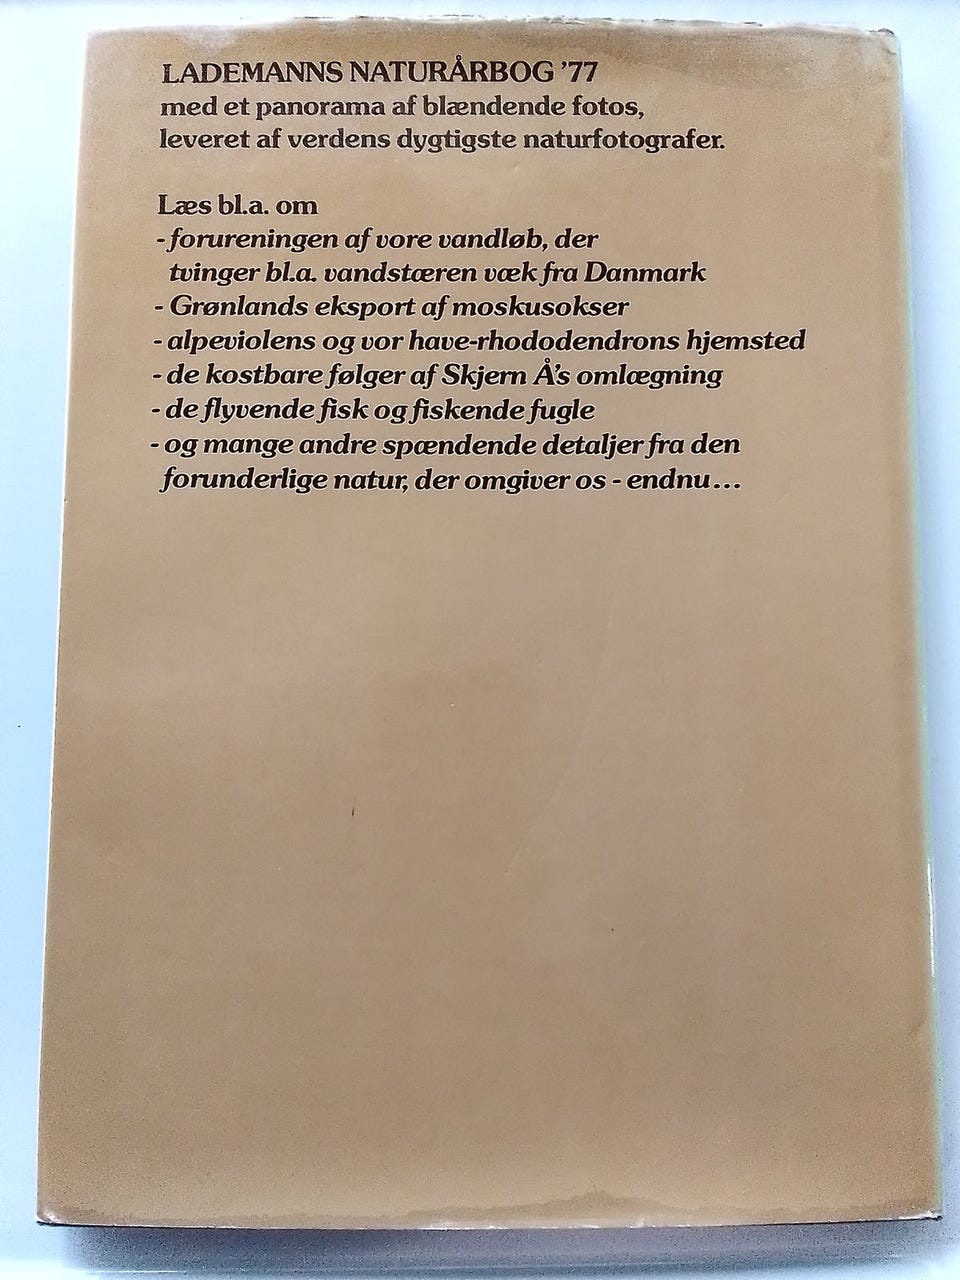 LADEMANNS NATURÅRBOG '77
med et panorama af blændende fotos,
leveret af verdens dygtigste naturfotografer.
Læs bl.a. om
- forureningen af vore vandløb, der
tvinger bl.a. vandstæren væk fra Danmark
- Grønlands eksport af moskusokser
- alpeviolens og vor have-rhododendrons hjemsted
- de kostbare følger af Skjern Å's omlægning
- de flyvende fisk og fiskende fugle
- og mange andre spændende detaljer fra den
forunderlige natur, der omgiver os - endnu...